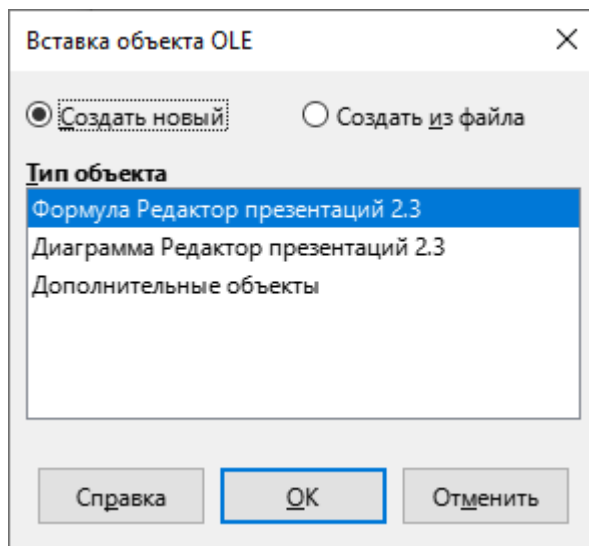 Вставка объекта OLE
Создать новый
Создать из файла
Тип объекта
Формула Редактор презентаций 2.3
Диаграмма Редактор презентаций 2.3
Дополнительные объекты
Справка
OK
Отменить